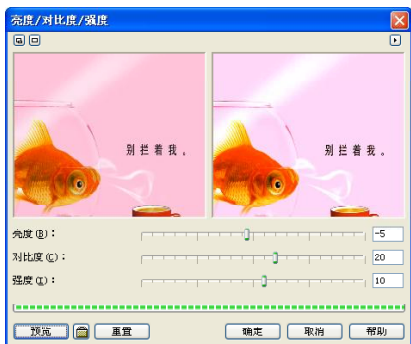 亮度/对比度/强度
别拦着我。 别拦着我。
亮度(B)： -5
对比度(C)： 20
强度(I)： 10
预览 重置 确定 取消 帮助